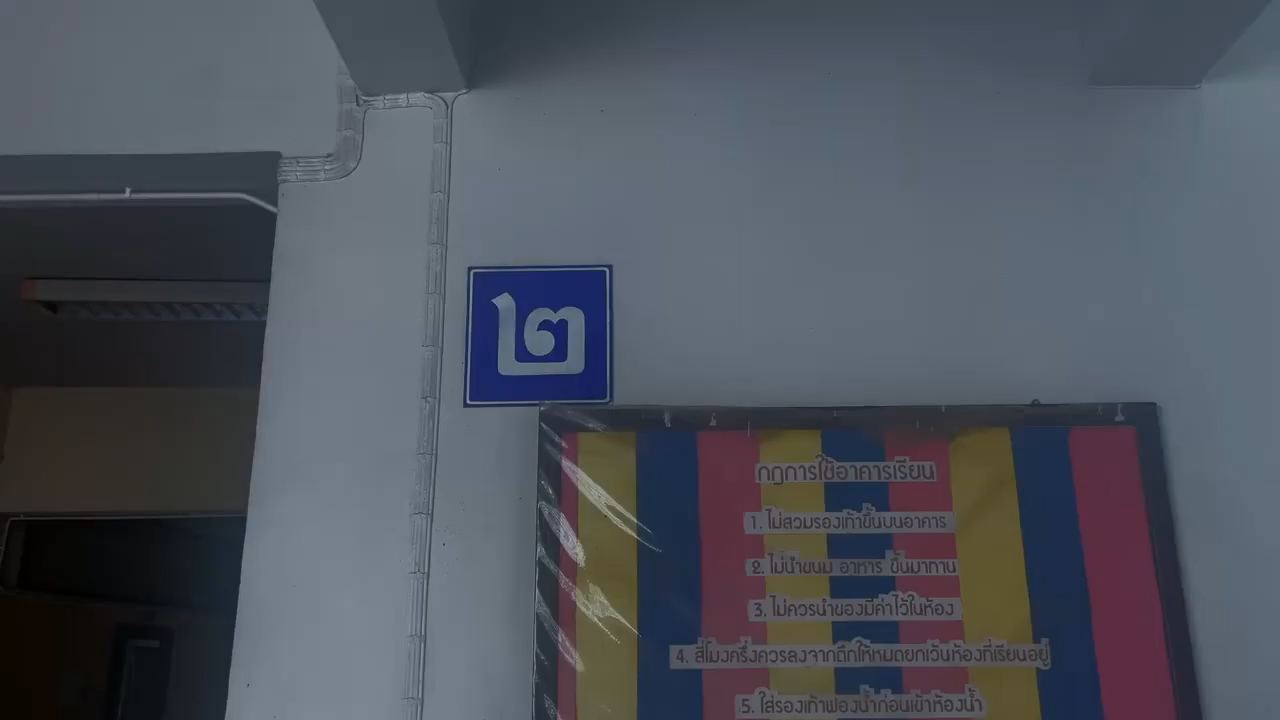 ๒
กฎการใช้อาคารเรียน
1. ไม่สวมรองเท้าขึ้นบนอาคาร
2. ไม่นำขนม อาหาร ขึ้นมาทาน
3. ไม่ควรนำของมีค่าไว้ในห้อง
4. สี่โมงครึ่งควรลงจากตึกให้หมดยกเว้นห้องที่เรียนอยู่
5. ใส่รองเท้าฟองน้ำก่อนเข้าห้องน้ำ